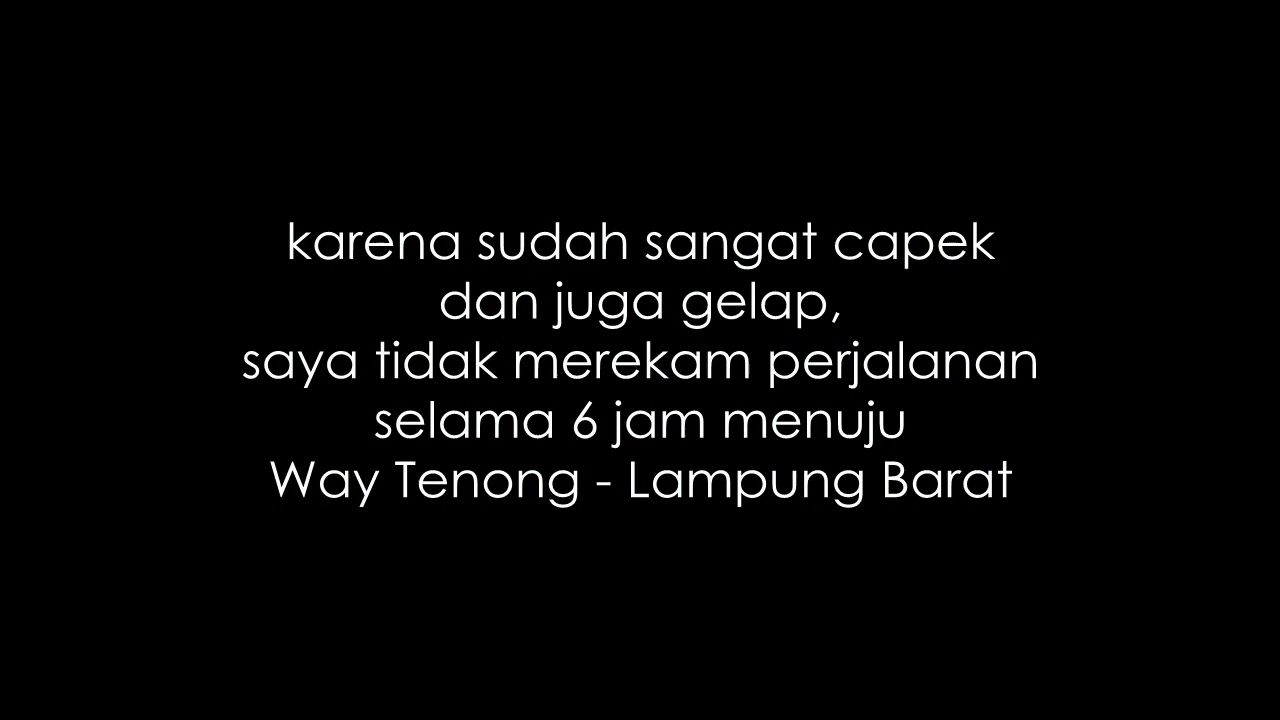 karena sudah sangat capek
dan juga gelap,
saya tidak merekam perjalanan
selama 6 jam menuju
Way Tenong - Lampung Barat